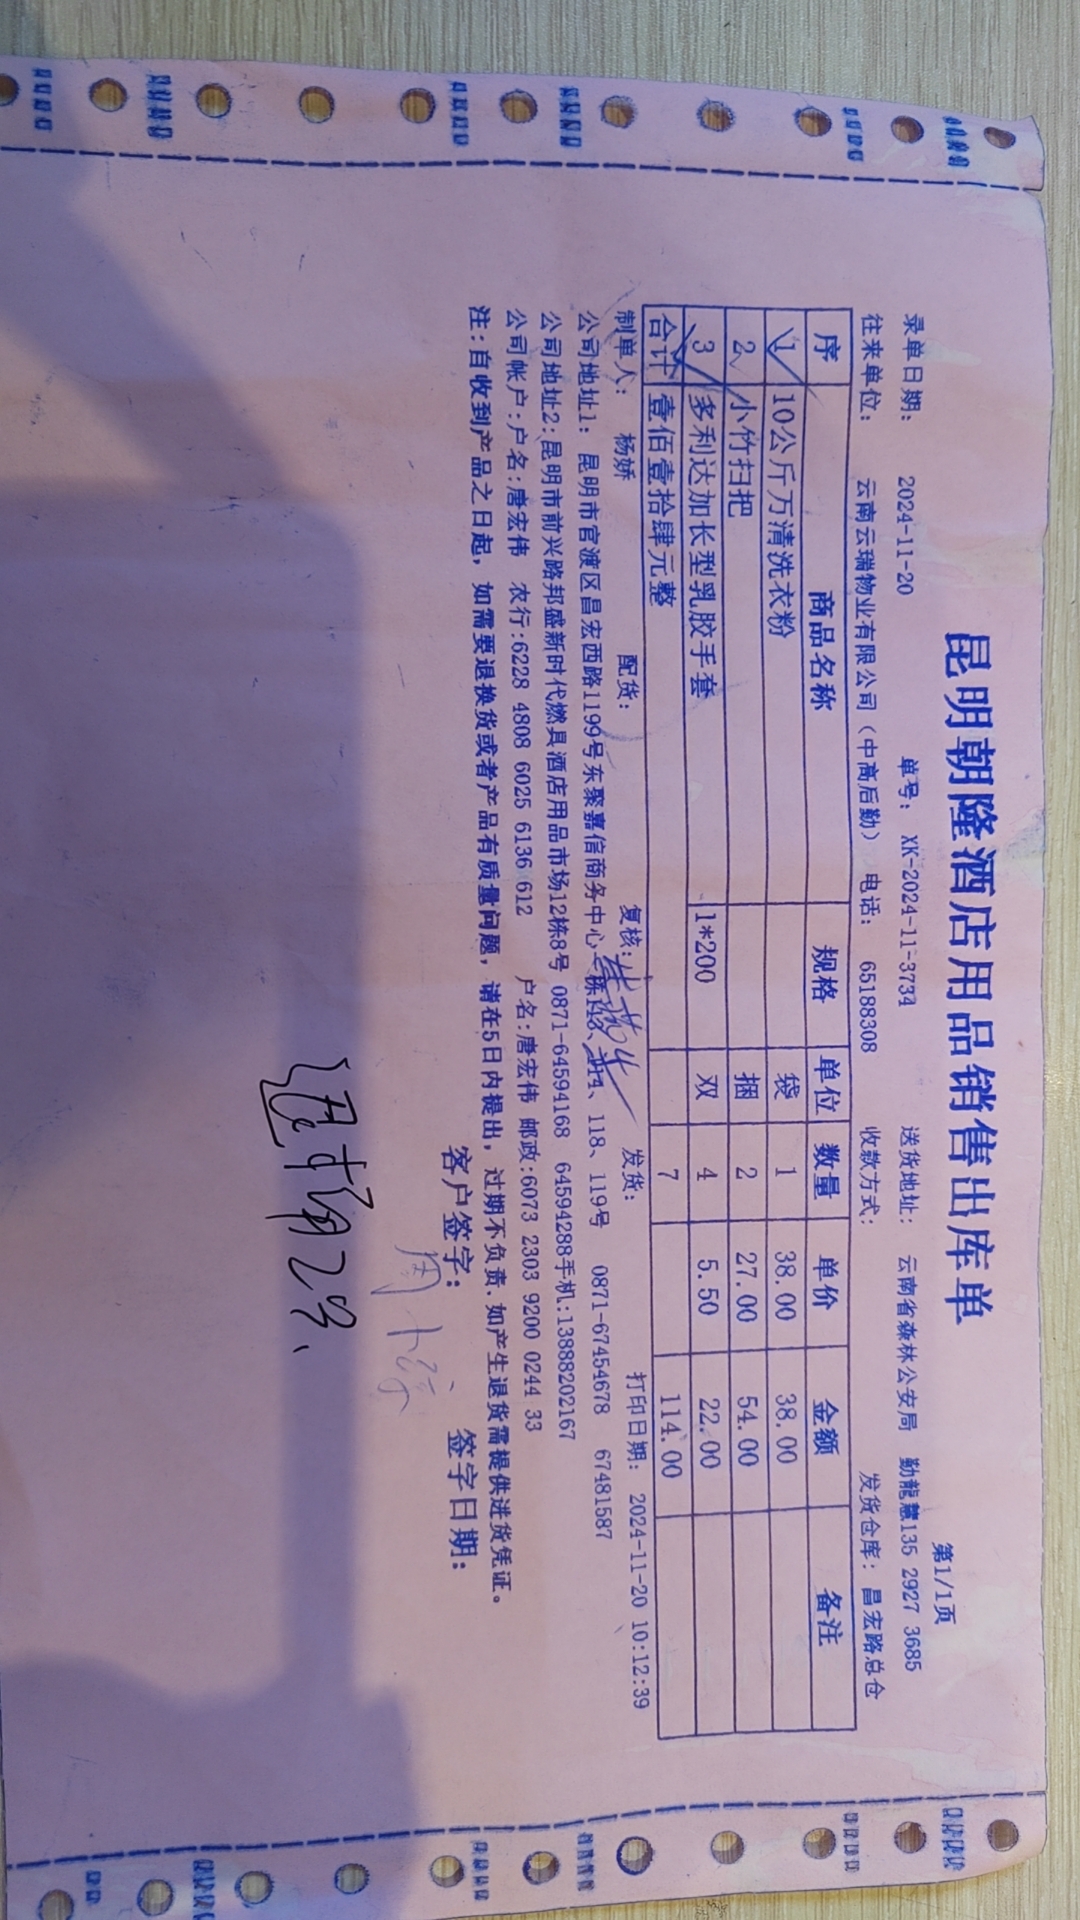 昆明朝隆酒店用品销售出库单
第1/1页
录单日期： 2024-11-20 单号： XK-2024-11-3734 送货地址： 云南省森林公安局 勤龍慧135 2927 3685
往来单位： 云南云瑞物业有限公司（中高后勤） 电话： 65188308 收款方式： 发货仓库：昌宏路总仓
序 商品名称 规格 单位 数量 单价 金额 备注
1 10公斤万清洗衣粉 袋 1 38.00 38.00
2 小竹扫把 捆 2 27.00 54.00
3 多利达加长型乳胶手套 1*200 双 4 5.50 22.00
合计 壹佰壹拾肆元整 7 114.00
制单人： 杨娇 配货： 复核： 发货： 打印日期： 2024-11-20 10:12:39
公司地址1： 昆明市官渡区昌宏西路1199号东聚嘉信商务中心 118、119号 0871-67454678 67481587
公司地址2：昆明市前兴路邦盛新时代燃具酒店用品市场12栋8号 0871-64594168 64594288手机:13888202167
公司帐户：户名:唐宏伟 农行:6228 4808 6025 6136 612 户名:唐宏伟 邮政:6073 2303 9200 0244 33
注：自收到产品之日起，如需要退换货或者产品有质量问题，请在5日内提出，过期不负责、如产生退货需提供进货凭证。
客户签字： 签字日期：